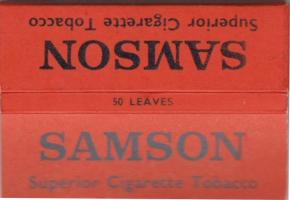 Superior Cigarette Tobacco
SAMSON
50 LEAVES
SAMSON
Superior Cigarette Tobacco